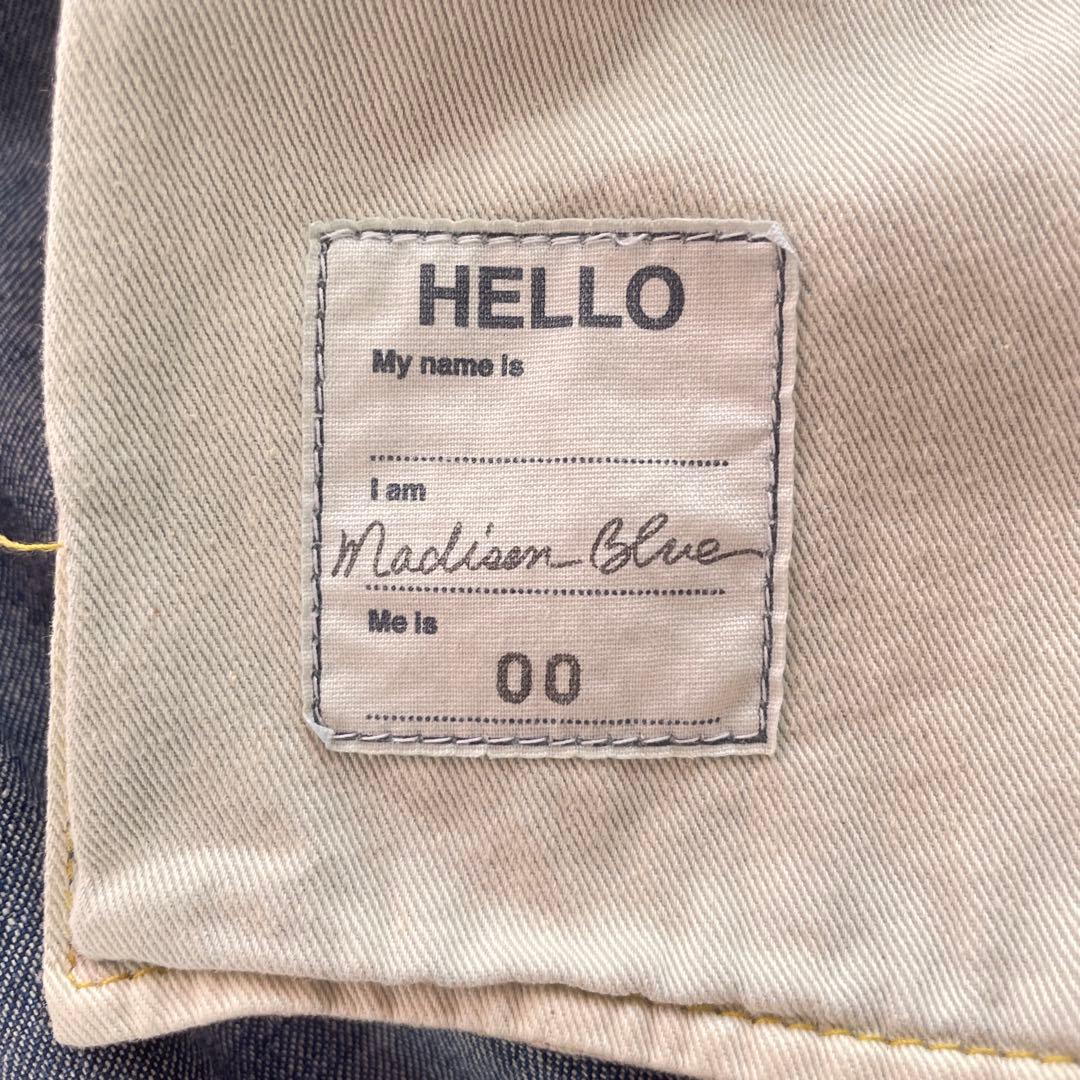 HELLO
My name is
I am
Madison Blue
Me is
00